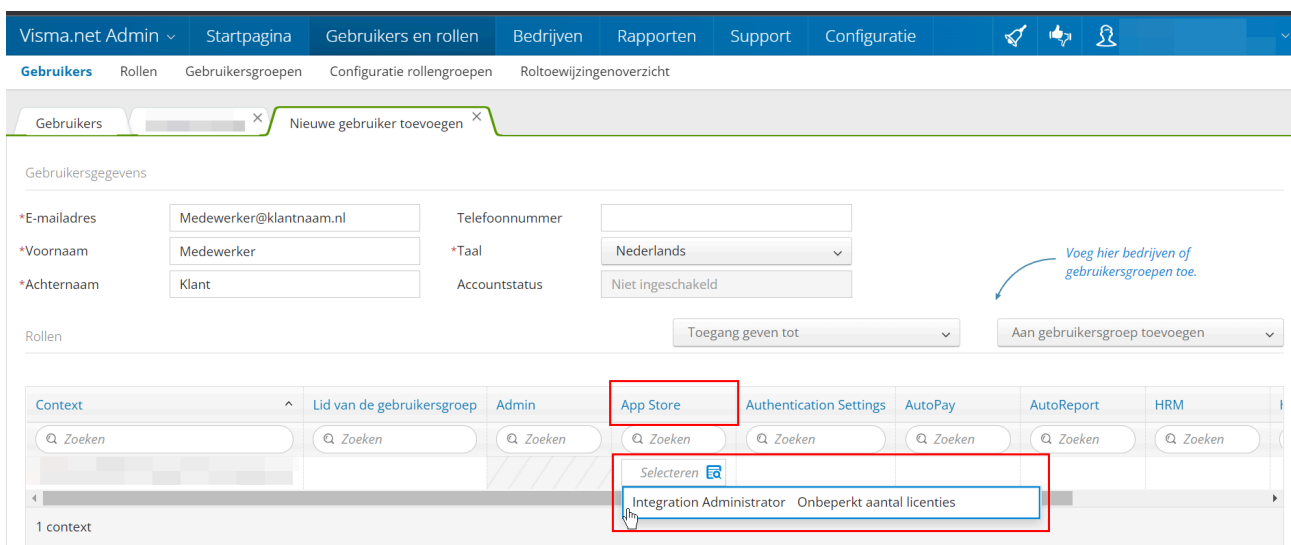 Visma.net Admin Startpagina Gebruikers en rollen Bedrijven Rapporten Support Configuratie
Gebruikers Rollen Gebruikersgroepen Configuratie rollengroepen Roltoewijzingenoverzicht
Gebruikers Nieuwe gebruiker toevoegen
Gebruikersgegevens
*E-mailadres Medewerker@klantnaam.nl Telefoonnummer
*Voornaam Medewerker *Taal Nederlands
*Achternaam Klant Accountstatus Niet ingeschakeld
Voeg hier bedrijven of
gebruikersgroepen toe.
Rollen Toegang geven tot Aan gebruikersgroep toevoegen
Context Lid van de gebruikersgroep Admin App Store Authentication Settings AutoPay AutoReport HRM
Zoeken Zoeken Zoeken Zoeken Zoeken Zoeken Zoeken Zoeken
Selecteren
Integration Administrator Onbeperkt aantal licenties
1 context